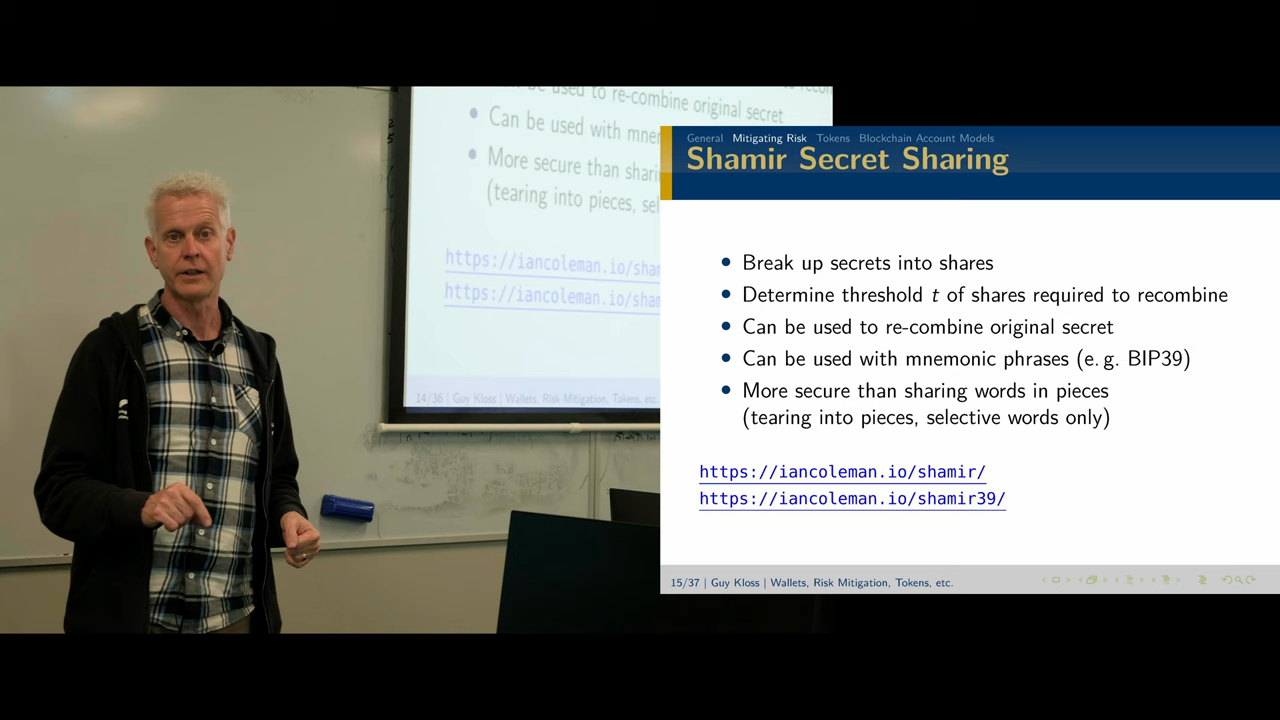 be used to re-combine original secret
Can be used with mne
More secure than shari
(tearing into pieces, sel
https://iancoleman.io/sham
https://iancoleman.io/sham
14/36 | Guy Kloss | Wallets, Risk Mitigation, Tokens, etc.
General Mitigating Risk Tokens Blockchain Account Models
Shamir Secret Sharing
• Break up secrets into shares
• Determine threshold t of shares required to recombine
• Can be used to re-combine original secret
• Can be used with mnemonic phrases (e. g. BIP39)
• More secure than sharing words in pieces
(tearing into pieces, selective words only)
https://iancoleman.io/shamir/
https://iancoleman.io/shamir39/
15/37 | Guy Kloss | Wallets, Risk Mitigation, Tokens, etc.